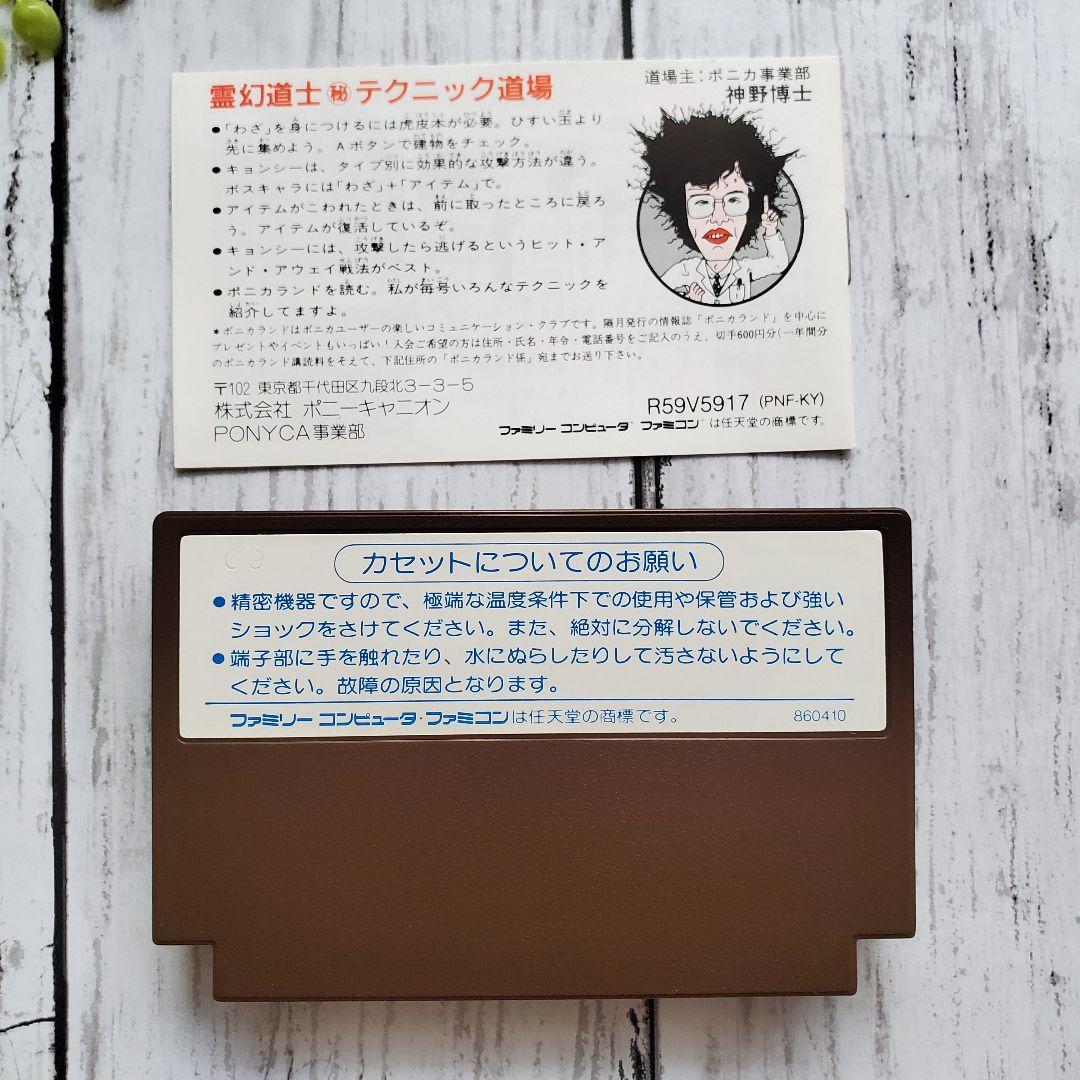 霊幻道士㊙テクニック道場
道場主：ポニカ事業部
神野博士
●「わざ」を身につけるには虎皮本が必要。ひすい玉より
先に集めよう。Aボタンで建物をチェック。
●キョンシーは、タイプ別に効果的な攻撃方法が違う。
ボスキャラには「わざ」+「アイテム」で。
●アイテムがこわれたときは、前に取ったところに戻ろ
う。アイテムが復活しているぞ。
●キョンシーには、攻撃したら逃げるというヒット・ア
ンド・アウェイ戦法がベスト。
●ポニカランドを読む。私が毎号いろんなテクニックを
紹介してますよ。
*ポニカランドはポニカユーザーの楽しいコミュニケーション・クラブです。隔月発行の情報誌「ポニカランド」を中心に
プレゼントやイベントもいっぱい！入会ご希望の方は住所・氏名・年令・電話番号をご記入のうえ、切手600円分(一年間分
のポニカランド購読料をそえて、下記住所の「ポニカランド係」宛までお送り下さい。
〒102 東京都千代田区九段北3-3-5
株式会社 ポニーキャニオン
PONYCA事業部
R59V5917 (PNF-KY)
ファミリーコンピュータ ファミコン は任天堂の商標です。
C 9
カセットについてのお願い
●精密機器ですので、極端な温度条件下での使用や保管および強い
ショックをさけてください。また、絶対に分解しないでください。
●端子部に手を触れたり、水にぬらしたりして汚さないようにして
ください。故障の原因となります。
ファミリーコンピュータ・ファミコンは任天堂の商標です。
860410